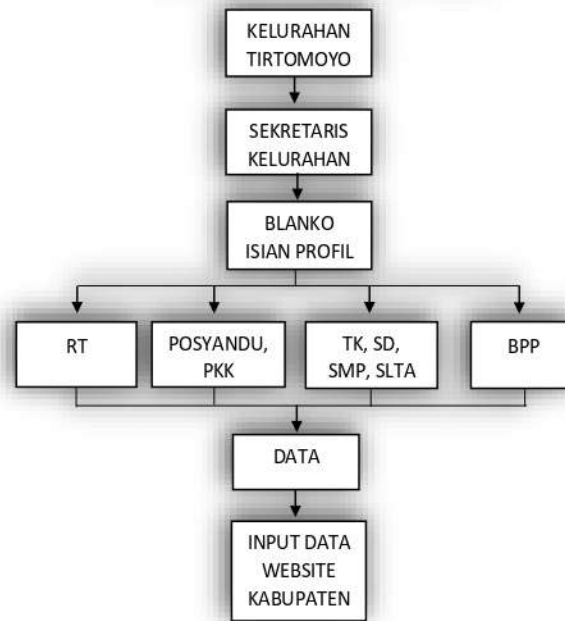 KELURAHAN
TIRTOMOYO
SEKRETARIS
KELURAHAN
BLANKO
ISIAN PROFIL
RT
POSYANDU,
PKK
TK, SD,
SMP, SLTA
BPP
DATA
INPUT DATA
WEBSITE
KABUPATEN